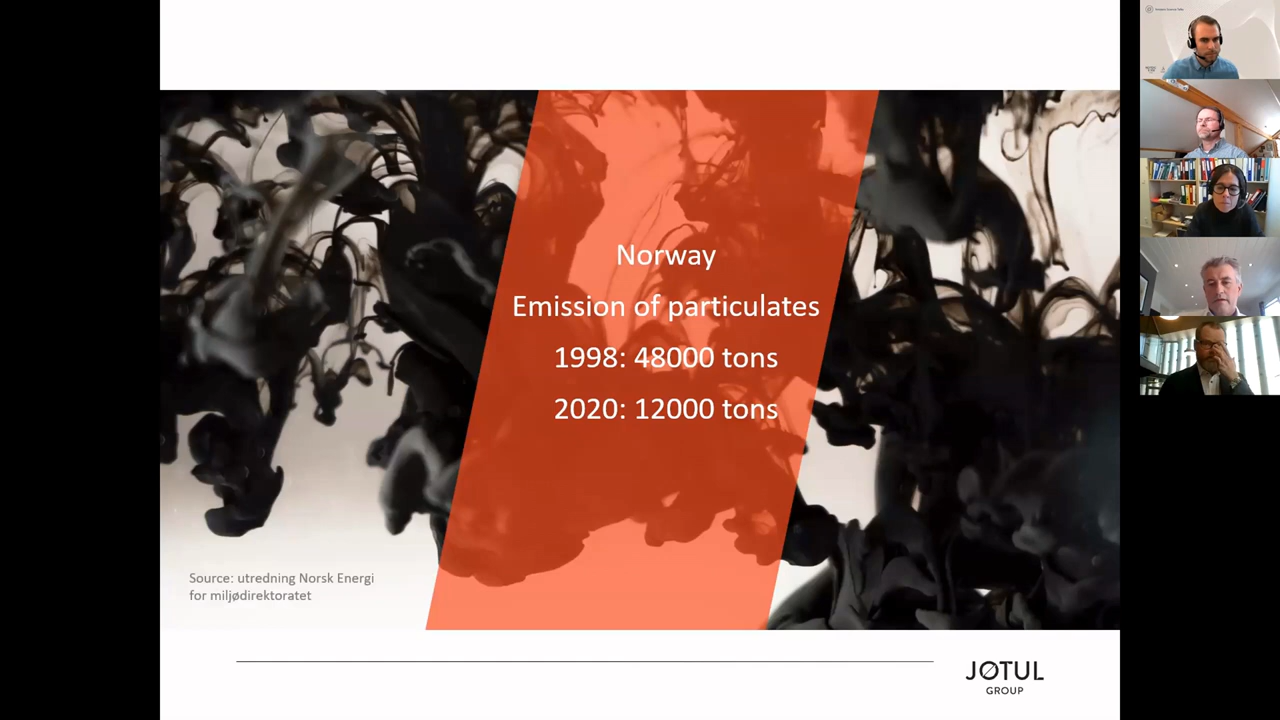 Norway
Emission of particulates
1998: 48000 tons
2020: 12000 tons
Source: utredning Norsk Energi
for miljødirektoratet
JØTUL
GROUP